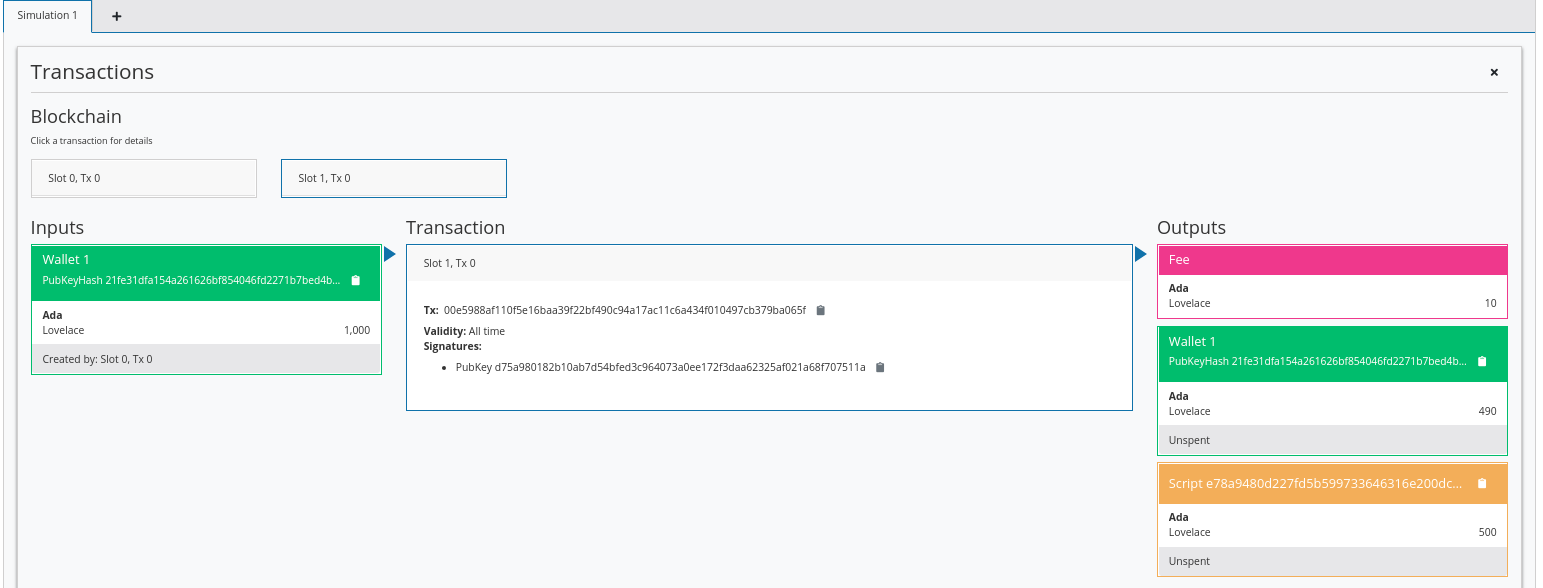 Simulation 1 +
Transactions ×
Blockchain
Click a transaction for details
Slot 0, Tx 0
Slot 1, Tx 0
Inputs
Wallet 1
PubKeyHash 21fe31dfa154a261626bf854046fd2271b7bed4b...
Ada
Lovelace 1,000
Created by: Slot 0, Tx 0
Transaction
Slot 1, Tx 0
Tx: 00e5988af110f5e16baa39f22bf490c94a17ac11c6a434f010497cb379ba065f
Validity: All time
Signatures:
• PubKey d75a980182b10ab7d54bfed3c964073a0ee172f3daa62325af021a68f707511a
Outputs
Fee
Ada
Lovelace 10
Wallet 1
PubKeyHash 21fe31dfa154a261626bf854046fd2271b7bed4b...
Ada
Lovelace 490
Unspent
Script e78a9480d227fd5b599733646316e200dc...
Ada
Lovelace 500
Unspent